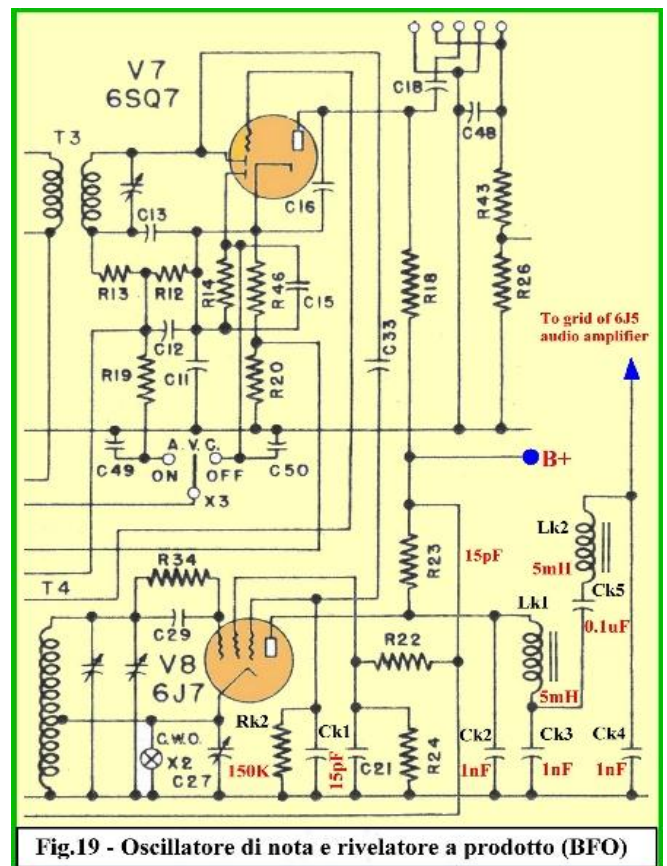 V7
6SQ7
T3
C13
C16
C18
C48
R43
R13
R12
R14
R46
C15
R18
R26
C33
C12
R19
C11
R20
To grid of 6J5
audio amplifier
C49
A.V.C.
ON
OFF
C50
X3
B+
R34
T4
C29
V8
6J7
R23
15pF
Lk2
5mH
Ck5
0.1uF
Lk1
5mH
R22
C.W.O.
X2
C27
Rk2
150K
Ck1
15pF
C21
R24
Ck2
1nF
Ck3
1nF
Ck4
1nF
Fig.19 - Oscillatore di nota e rivelatore a prodotto (BFO)